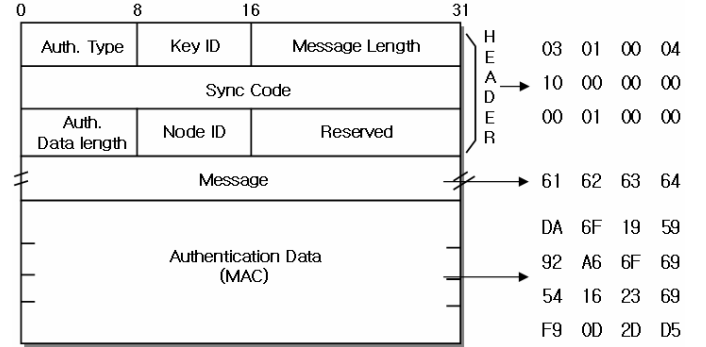 0 8 16 31
Auth. Type Key ID Message Length
Sync Code
Auth.
Data length Node ID Reserved
HEADER
03 01 00 04
10 00 00 00
00 01 00 00
Message
61 62 63 64
Authentication Data
(MAC)
DA 6F 19 59
92 A6 6F 69
54 16 23 69
F9 0D 2D D5